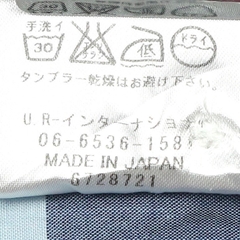 手洗イ
30 低 ドライ
タンブラー乾燥はお避け下さい。
UR-インターナショナ
06-6536-158
MADE IN JAPAN
6728721